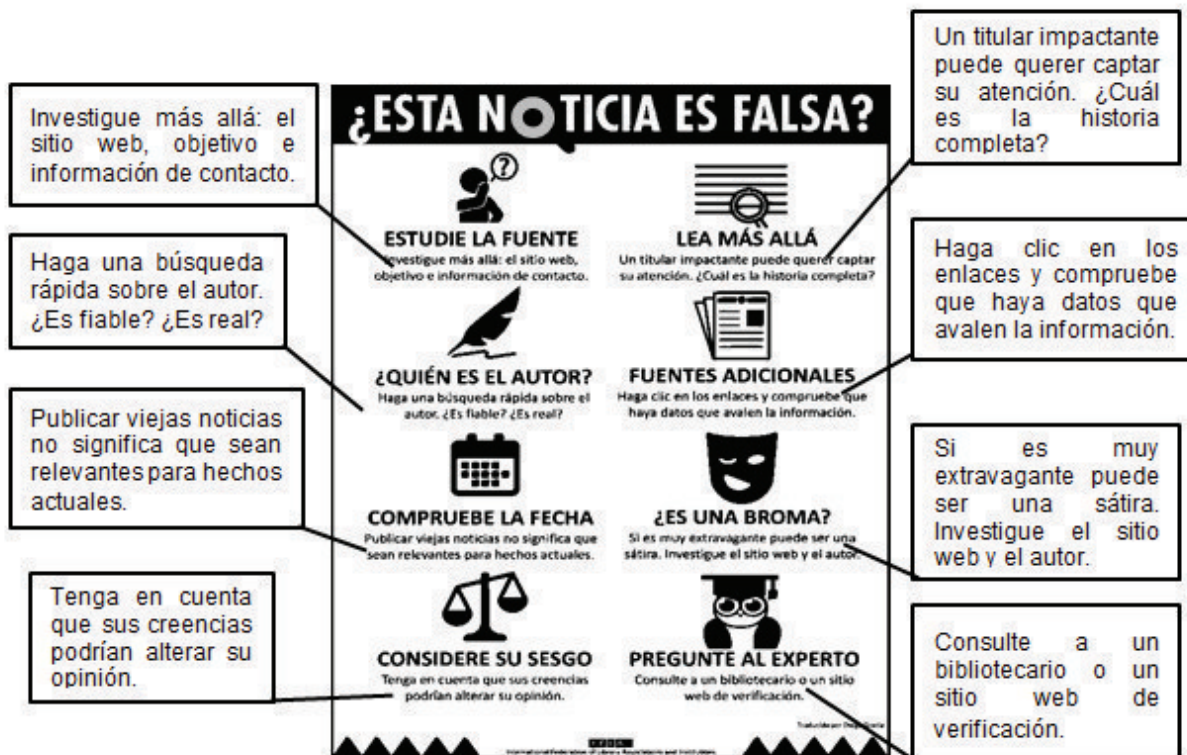 Investigue más allá: el
sitio web, objetivo e
información de contacto.
Haga una búsqueda
rápida sobre el autor.
¿Es fiable? ¿Es real?
Publicar viejas noticias
no significa que sean
relevantes para hechos
actuales.
Tenga en cuenta
que sus creencias
podrían alterar su
opinión.
¿ESTA NOTICIA ES FALSA?
ESTUDIE LA FUENTE
Investigue más allá: el sitio web,
objetivo e información de contacto.
¿QUIÉN ES EL AUTOR?
Haga una búsqueda rápida sobre el
autor. ¿Es fiable? ¿Es real?
COMPRUEBE LA FECHA
Publicar viejas noticias no significa que
sean relevantes para hechos actuales.
CONSIDERE SU SESGO
Tenga en cuenta que sus creencias
podrían alterar su opinión.
LEA MÁS ALLÁ
Un titular impactante puede querer captar
su atención. ¿Cuál es la historia completa?
FUENTES ADICIONALES
Haga clic en los enlaces y compruebe que
haya datos que avalen la información.
¿ES UNA BROMA?
Si es muy extravagante puede ser una
sátira. Investigue el sitio web y el autor.
PREGUNTE AL EXPERTO
Consulte a un bibliotecario o un sitio
web de verificación.
Traducido por
International Federation of Library Associations and Institutions
Un titular impactante
puede querer captar
su atención. ¿Cuál
es la historia
completa?
Haga clic en los
enlaces y compruebe
que haya datos que
avalen la información.
Si es muy
extravagante puede
ser una sátira.
Investigue el sitio
web y el autor.
Consulte a un
bibliotecario o un
sitio web de
verificación.